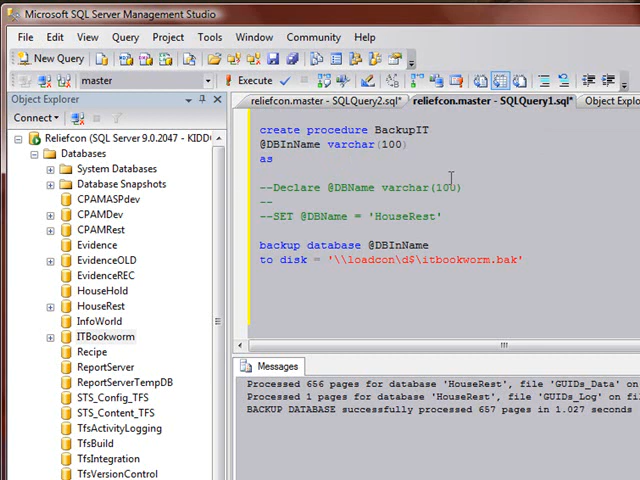 Microsoft SQL Server Management Studio
File Edit View Query Project Tools Window Community Help
New Query
master
Execute
Object Explorer
reliefcon.master - SQLQuery2.sql*
reliefcon.master - SQLQuery1.sql*
Object Explo
Connect
Reliefcon (SQL Server 9.0.2047 - KIDD
Databases
System Databases
Database Snapshots
CPAMASPdev
CPAMDev
CPAMRest
Evidence
EvidenceOLD
EvidenceREC
HouseHold
HouseRest
InfoWorld
ITBookworm
Recipe
ReportServer
ReportServerTempDB
STS_Config_TFS
STS_Content_TFS
TfsActivityLogging
TfsBuild
TfsIntegration
TfsVersionControl
create procedure BackupIT
@DBInName varchar(100)
as
--Declare @DBName varchar(100)
--
--SET @DBName = 'HouseRest'
backup database @DBInName
to disk = '\\loadcon\d$\itbookworm.bak'
Messages
Processed 656 pages for database 'HouseRest', file 'GUIDs_Data' on
Processed 1 pages for database 'HouseRest', file 'GUIDs_Log' on fil
BACKUP DATABASE successfully processed 657 pages in 1.027 seconds